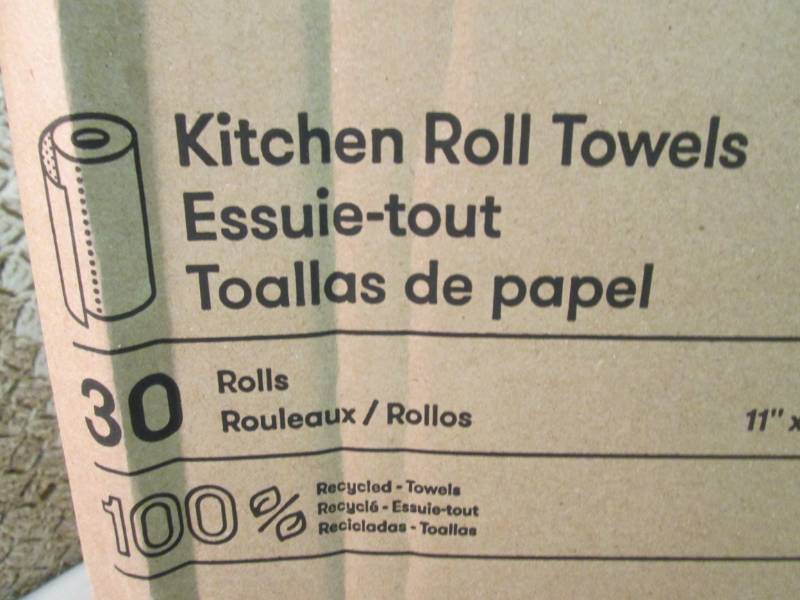 Kitchen Roll Towels
Essuie-tout
Toallas de papel
30
Rolls
Rouleaux / Rollos
11" x
100%
Recycled - Towels
Recyclé - Essuie-tout
Recicladas - Toallas